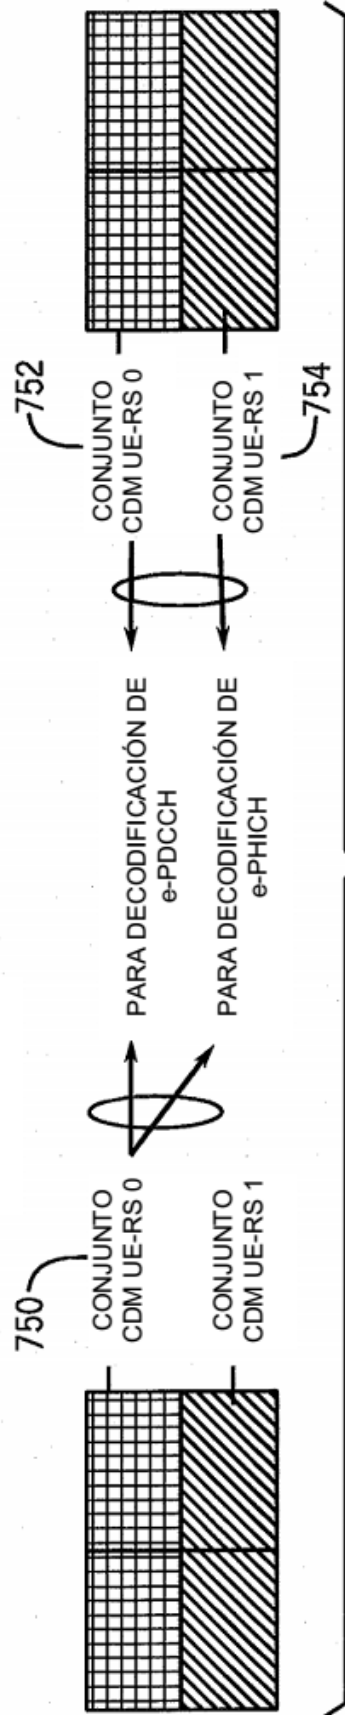 750
CONJUNTO
CDM UE-RS 0
CONJUNTO
CDM UE-RS 1
PARA DECODIFICACIÓN DE
e-PDCCH
PARA DECODIFICACIÓN DE
e-PHICH
752
CONJUNTO
CDM UE-RS 0
CONJUNTO
CDM UE-RS 1
754